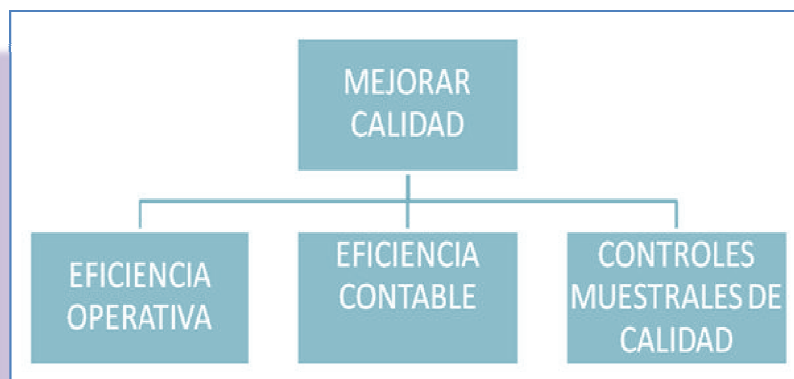 MEJORAR
CALIDAD
EFICIENCIA
OPERATIVA
EFICIENCIA
CONTABLE
CONTROLES
MUESTRALES DE
CALIDAD